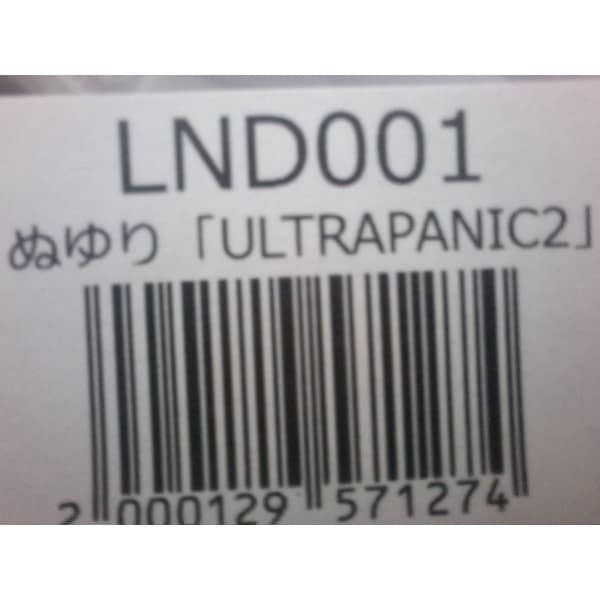 LND001
ぬゆり「ULTRAPANIC2」
2 000129 571274